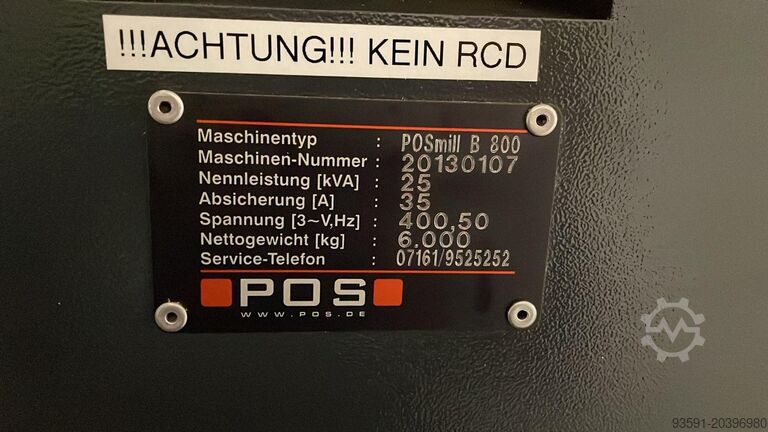 !!!ACHTUNG!!! KEIN RCD
Maschinentyp : POSmill B 800
Maschinen-Nummer : 20130107
Nennleistung [kVA] : 25
Absicherung [A] : 35
Spannung [3~V,Hz] : 400,50
Nettogewicht [kg] : 6.000
Service-Telefon : 07161/9525252
POS
WWW.POS.DE
93591-20396980